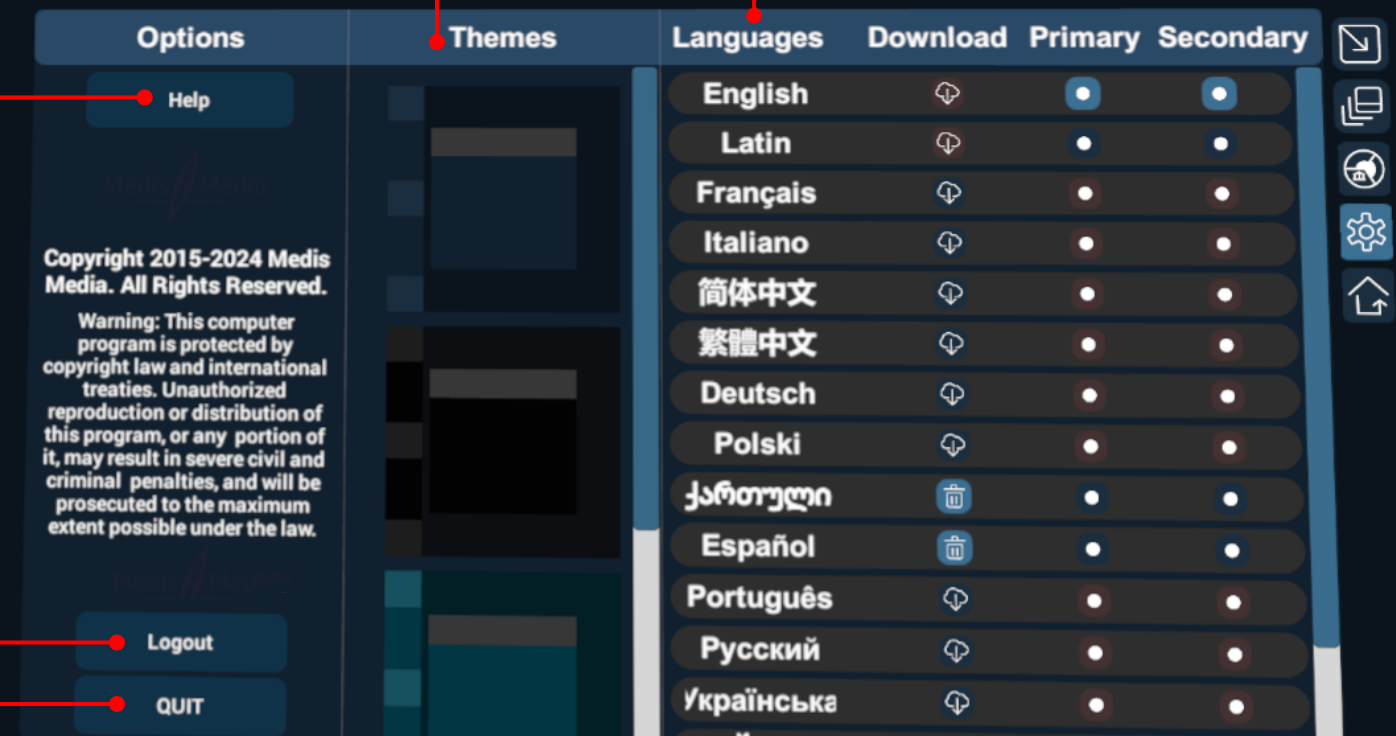 Options
Themes
Languages
Download
Primary
Secondary
Help
Medis Media
Copyright 2015-2024 Medis
Media. All Rights Reserved.
Warning: This computer
program is protected by
copyright law and international
treaties. Unauthorized
reproduction or distribution of
this program, or any portion of
it, may result in severe civil and
criminal penalties, and will be
prosecuted to the maximum
extent possible under the law.
Logout
QUIT
English
Latin
Français
Italiano
简体中文
繁體中文
Deutsch
Polski
ქართული
Español
Português
Русский
Українська